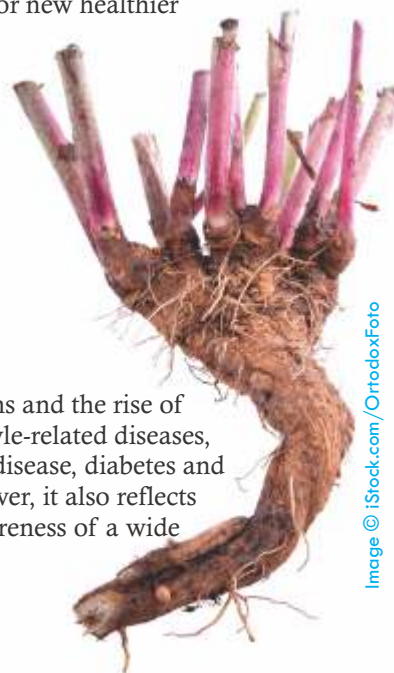 or new healthier
ns and the rise of
yle-related diseases,
disease, diabetes and
ver, it also reflects
reness of a wide
Image © iStock.com/OrtodoxFoto